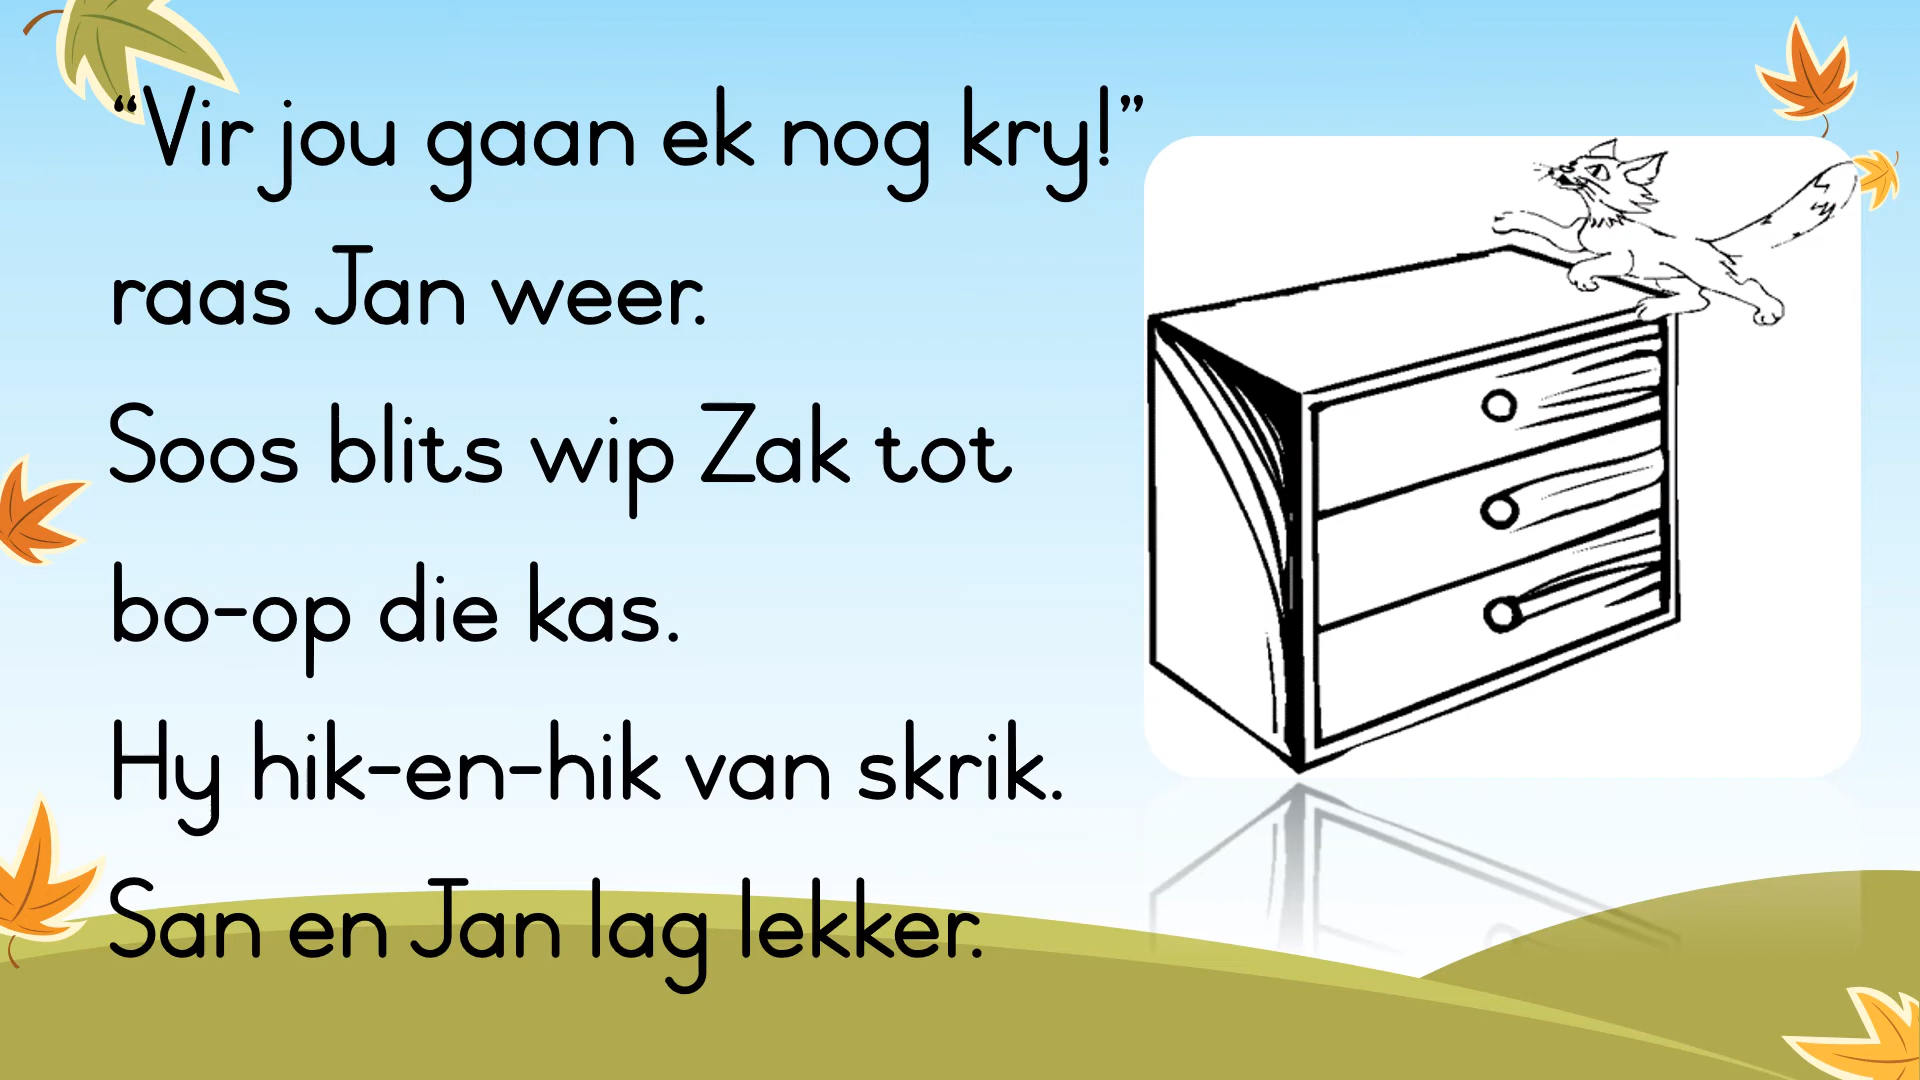 “Vir jou gaan ek nog kry!”
raas Jan weer.
Soos blits wip Zak tot
bo-op die kas.
Hy hik-en-hik van skrik.
San en Jan lag lekker.